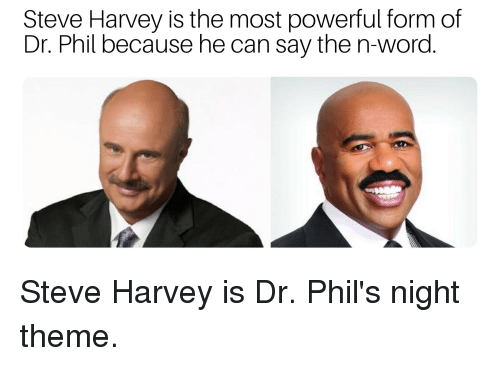 Steve Harvey is the most powerful form of
Dr. Phil because he can say the n-word.
Steve Harvey is Dr. Phil's night
theme.